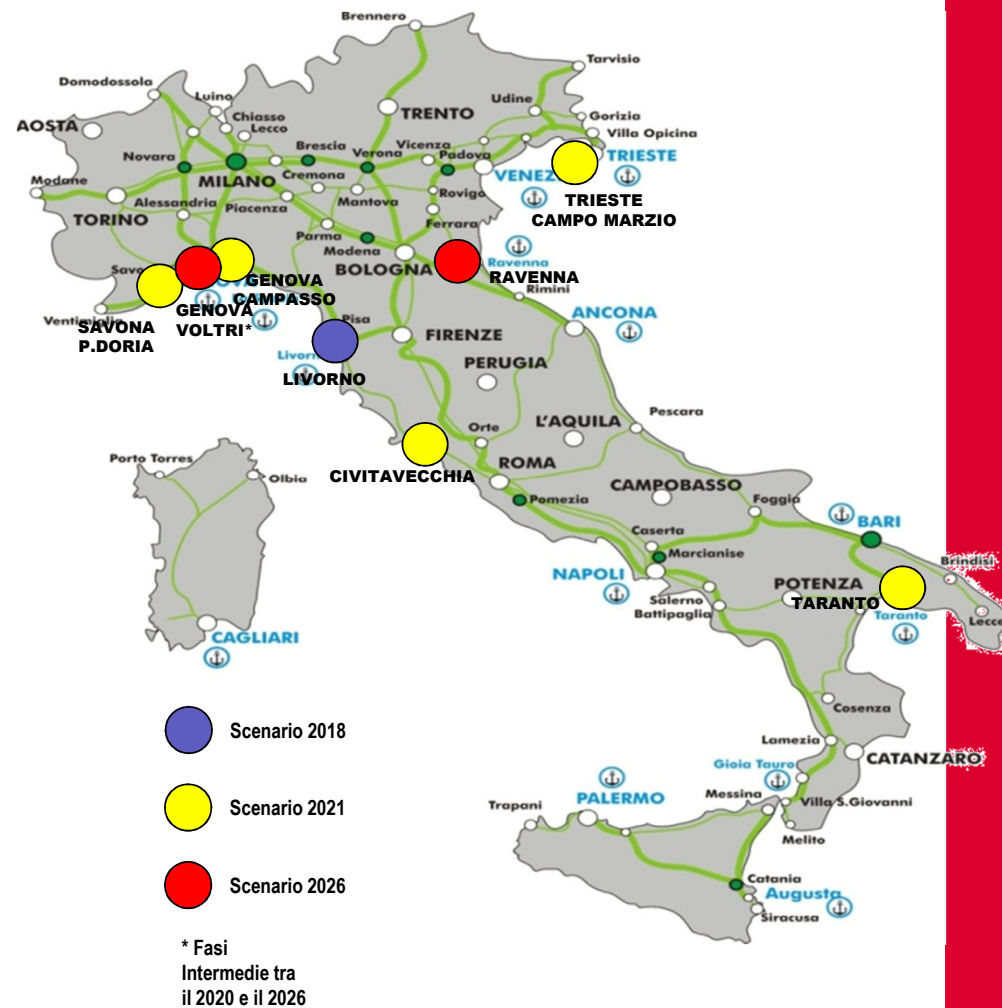 Brennero
Tarvisio
Domodossola
Luino
Udine
TRENTO
Gorizia
Chiasso
AOSTA
Lecco
Villa Opicina
Brescia
Vicenza
Novara
Verona
Padova
TRIESTE
MILANO
Cremona
VENEZ
Modane
Rovigo
TRIESTE
CAMPO MARZIO
Alessandria
Mantova
TORINO
Piacenza
Ferrara
Parma
Modena
Ravenna
BOLOGNA
RAVENNA
GENOVA
CAMPASSO
Rimini
GENOVA
VOLTRI*
ANCONA
Ventimiglia
SAVONA
P.DORIA
Pisa
FIRENZE
PERUGIA
LIVORNO
Pescara
L'AQUILA
Orte
ROMA
CIVITAVECCHIA
Porto Torres
Olbia
CAMPOBASSO
Pomezia
Foggia
BARI
Caserta
Marcianise
Brindisi
NAPOLI
POTENZA
TARANTO
Salerno
Battipaglia
Taranto
Lecce
CAGLIARI
Cosenza
Scenario 2018
Lamezia
CATANZARO
Gioia Tauro
Scenario 2021
PALERMO
Messina
Trapani
Villa S.Giovanni
Melito
Scenario 2026
Catania
Augusta
Siracusa
* Fasi
Intermedie tra
il 2020 e il 2026